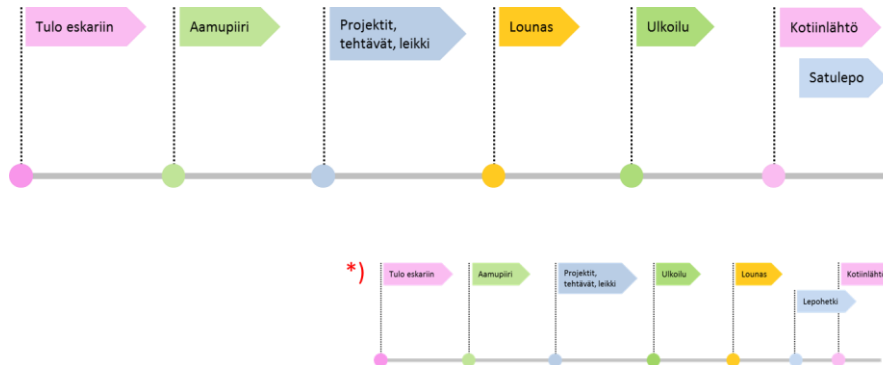 Tulo eskariin
Aamupiiri
Projektit,
tehtävät, leikki
Lounas
Ulkoilu
Kotiinlähtö
Satulepo
*)
Tulo eskariin
Aamupiiri
Projektit,
tehtävät, leikki
Ulkoilu
Lounas
Kotiinlähtö
Lepohetki